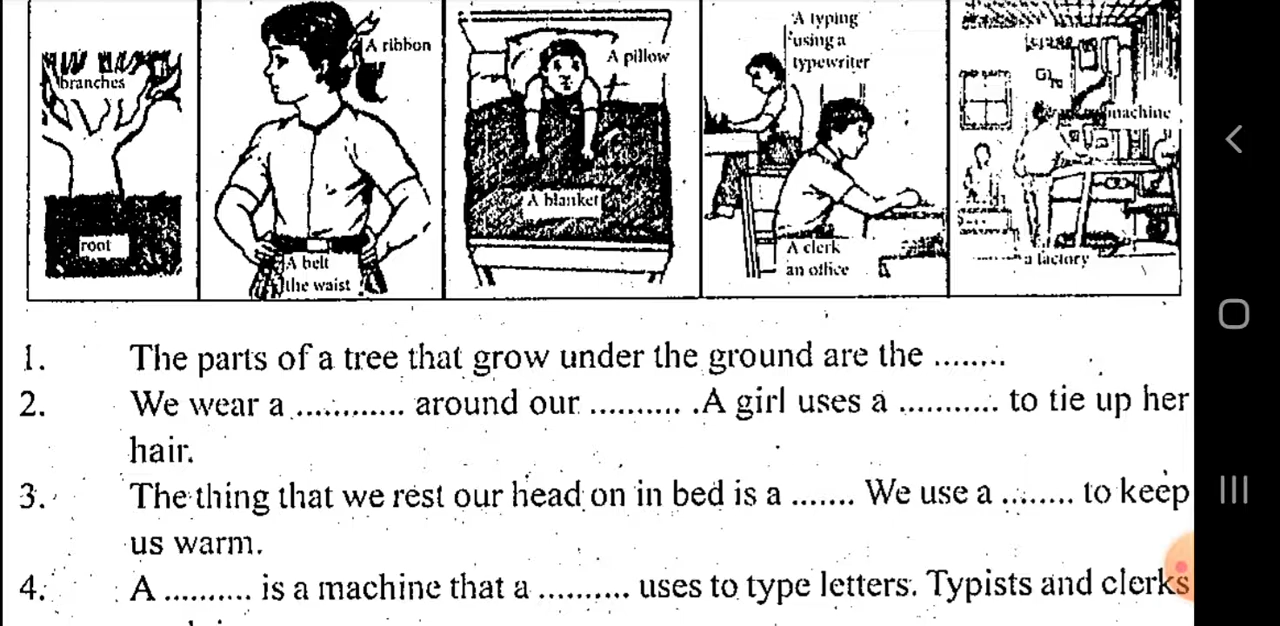 branches
root
A ribbon
A belt
the waist
A pillow
A blanket
A typing
using a
typewriter
A clerk
an office
machine
a factory
1. The parts of a tree that grow under the ground are the ........
2. We wear a ............ around our .......... .A girl uses a ........... to tie up her
hair.
3. The thing that we rest our head on in bed is a ....... We use a ........ to keep
us warm.
4. A .......... is a machine that a .......... uses to type letters. Typists and clerks